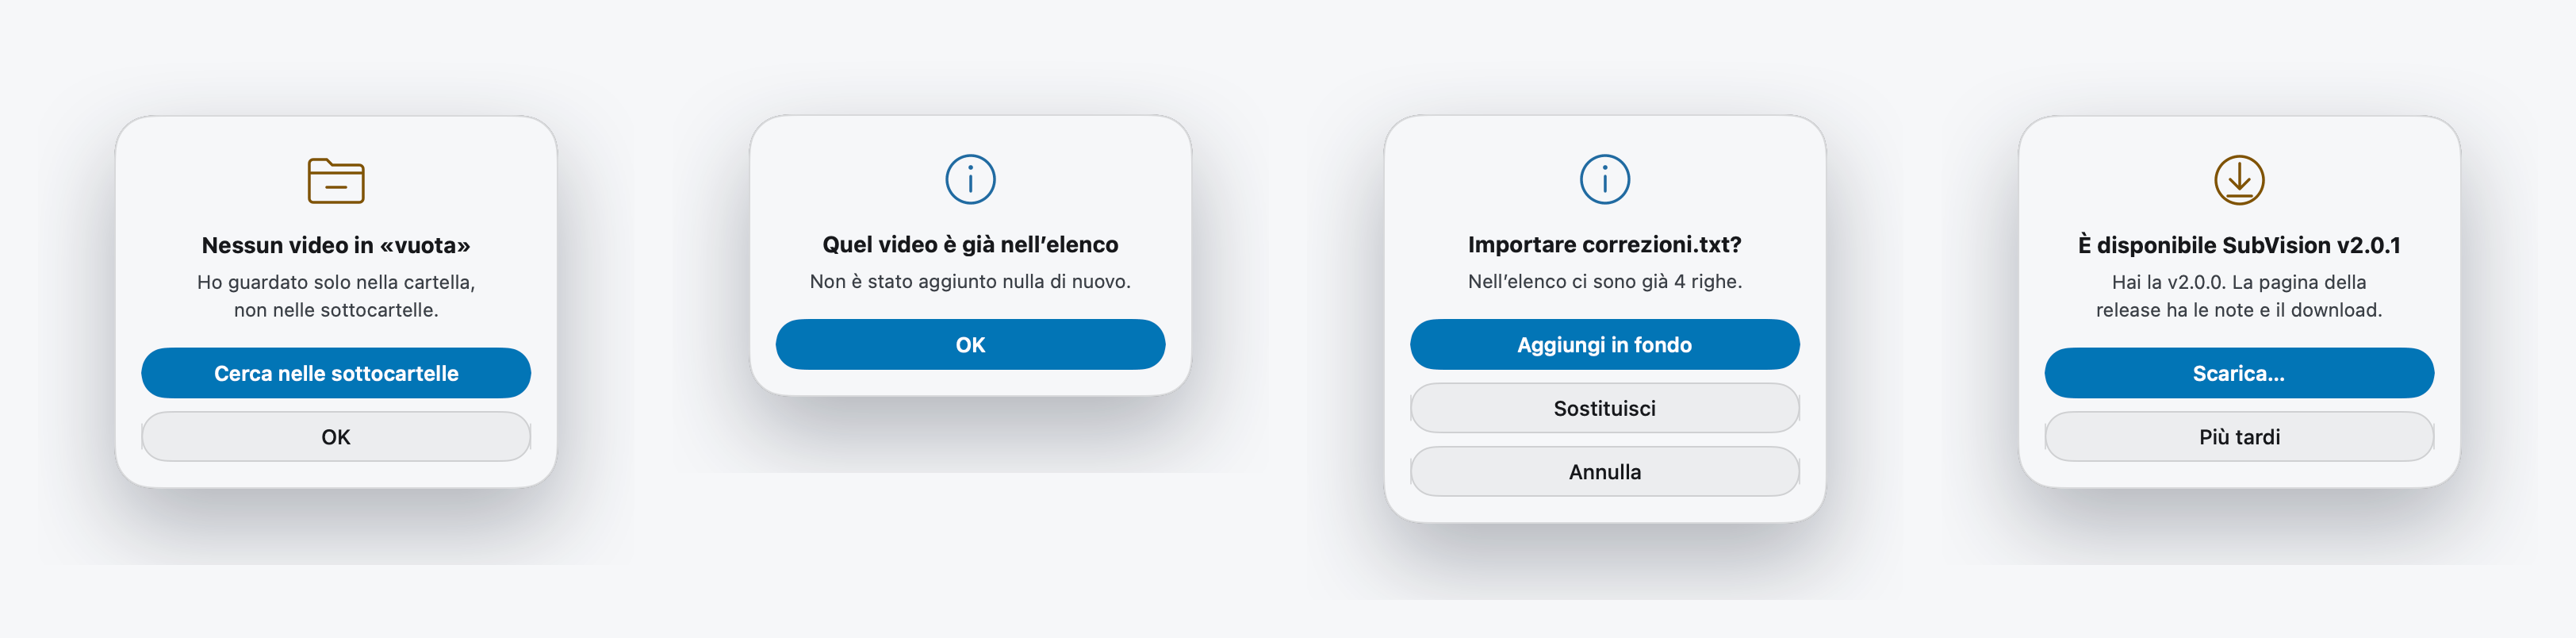 Nessun video in «vuota»
Ho guardato solo nella cartella,
non nelle sottocartelle.
Cerca nelle sottocartelle
OK
Quel video è già nell’elenco
Non è stato aggiunto nulla di nuovo.
OK
Importare correzioni.txt?
Nell’elenco ci sono già 4 righe.
Aggiungi in fondo
Sostituisci
Annulla
È disponibile SubVision v2.0.1
Hai la v2.0.0. La pagina della
release ha le note e il download.
Scarica...
Più tardi